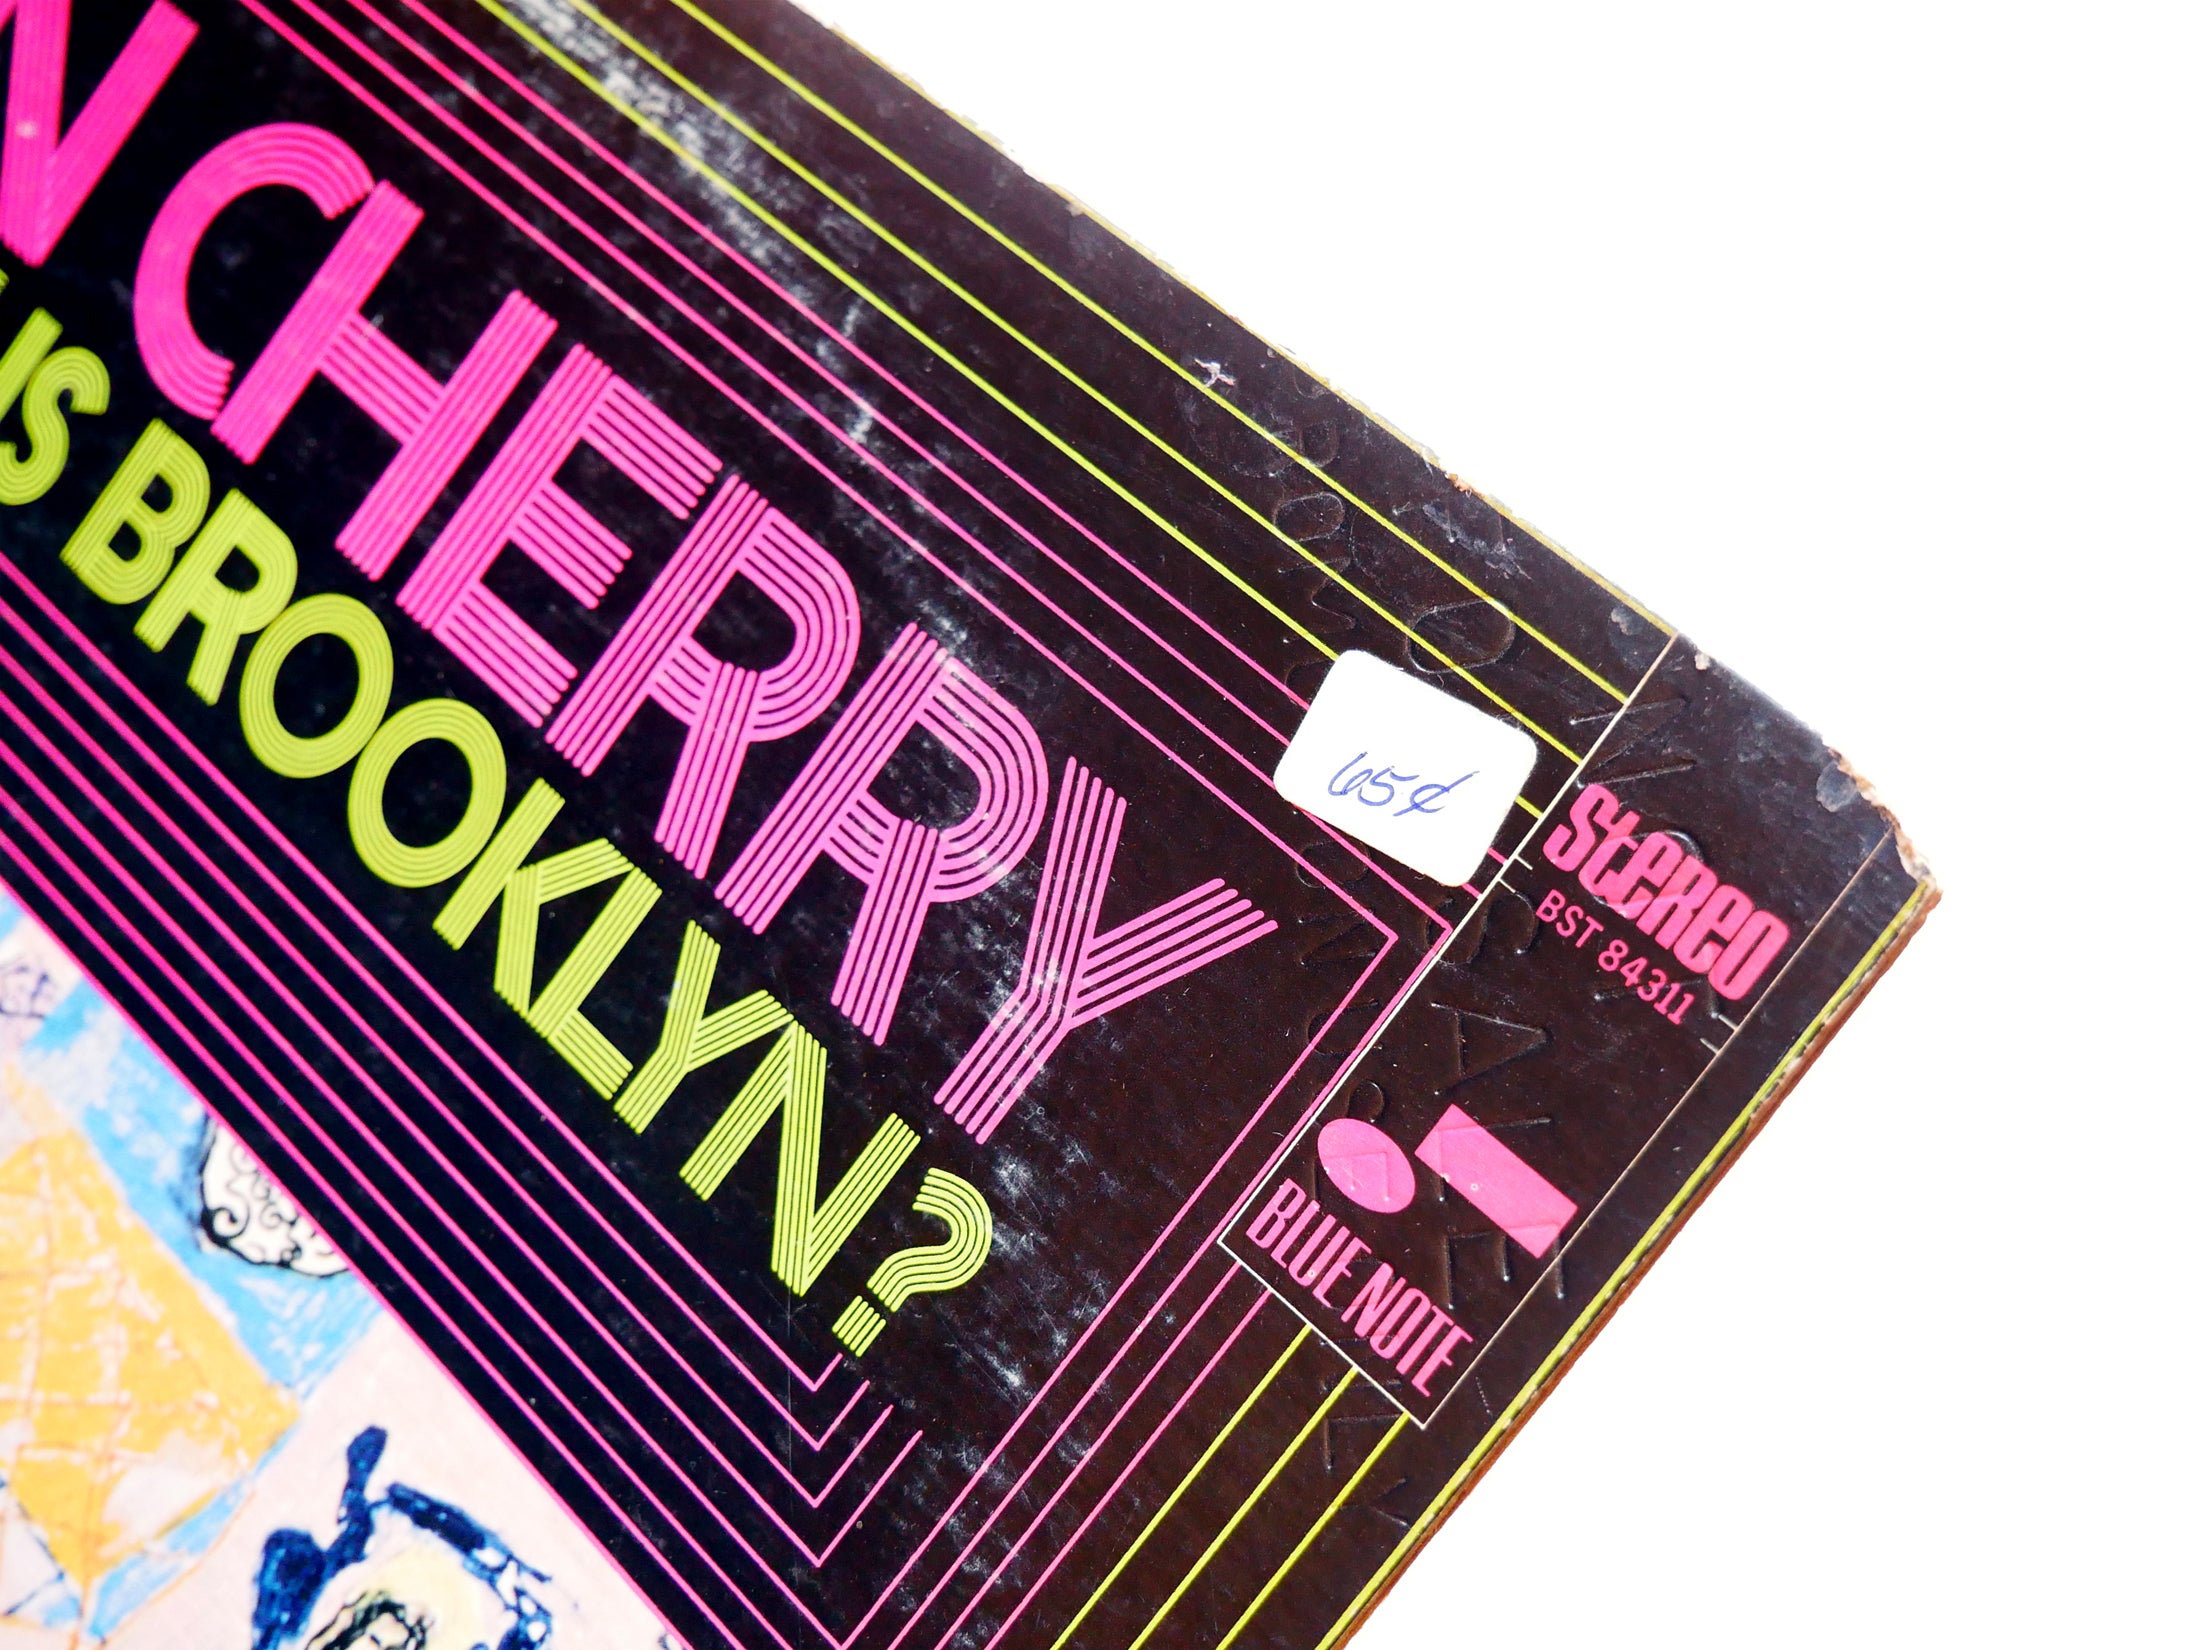 N CHERRY
IS BROOKLYN?
65¢
stereo
BST 84311
BLUE NOTE